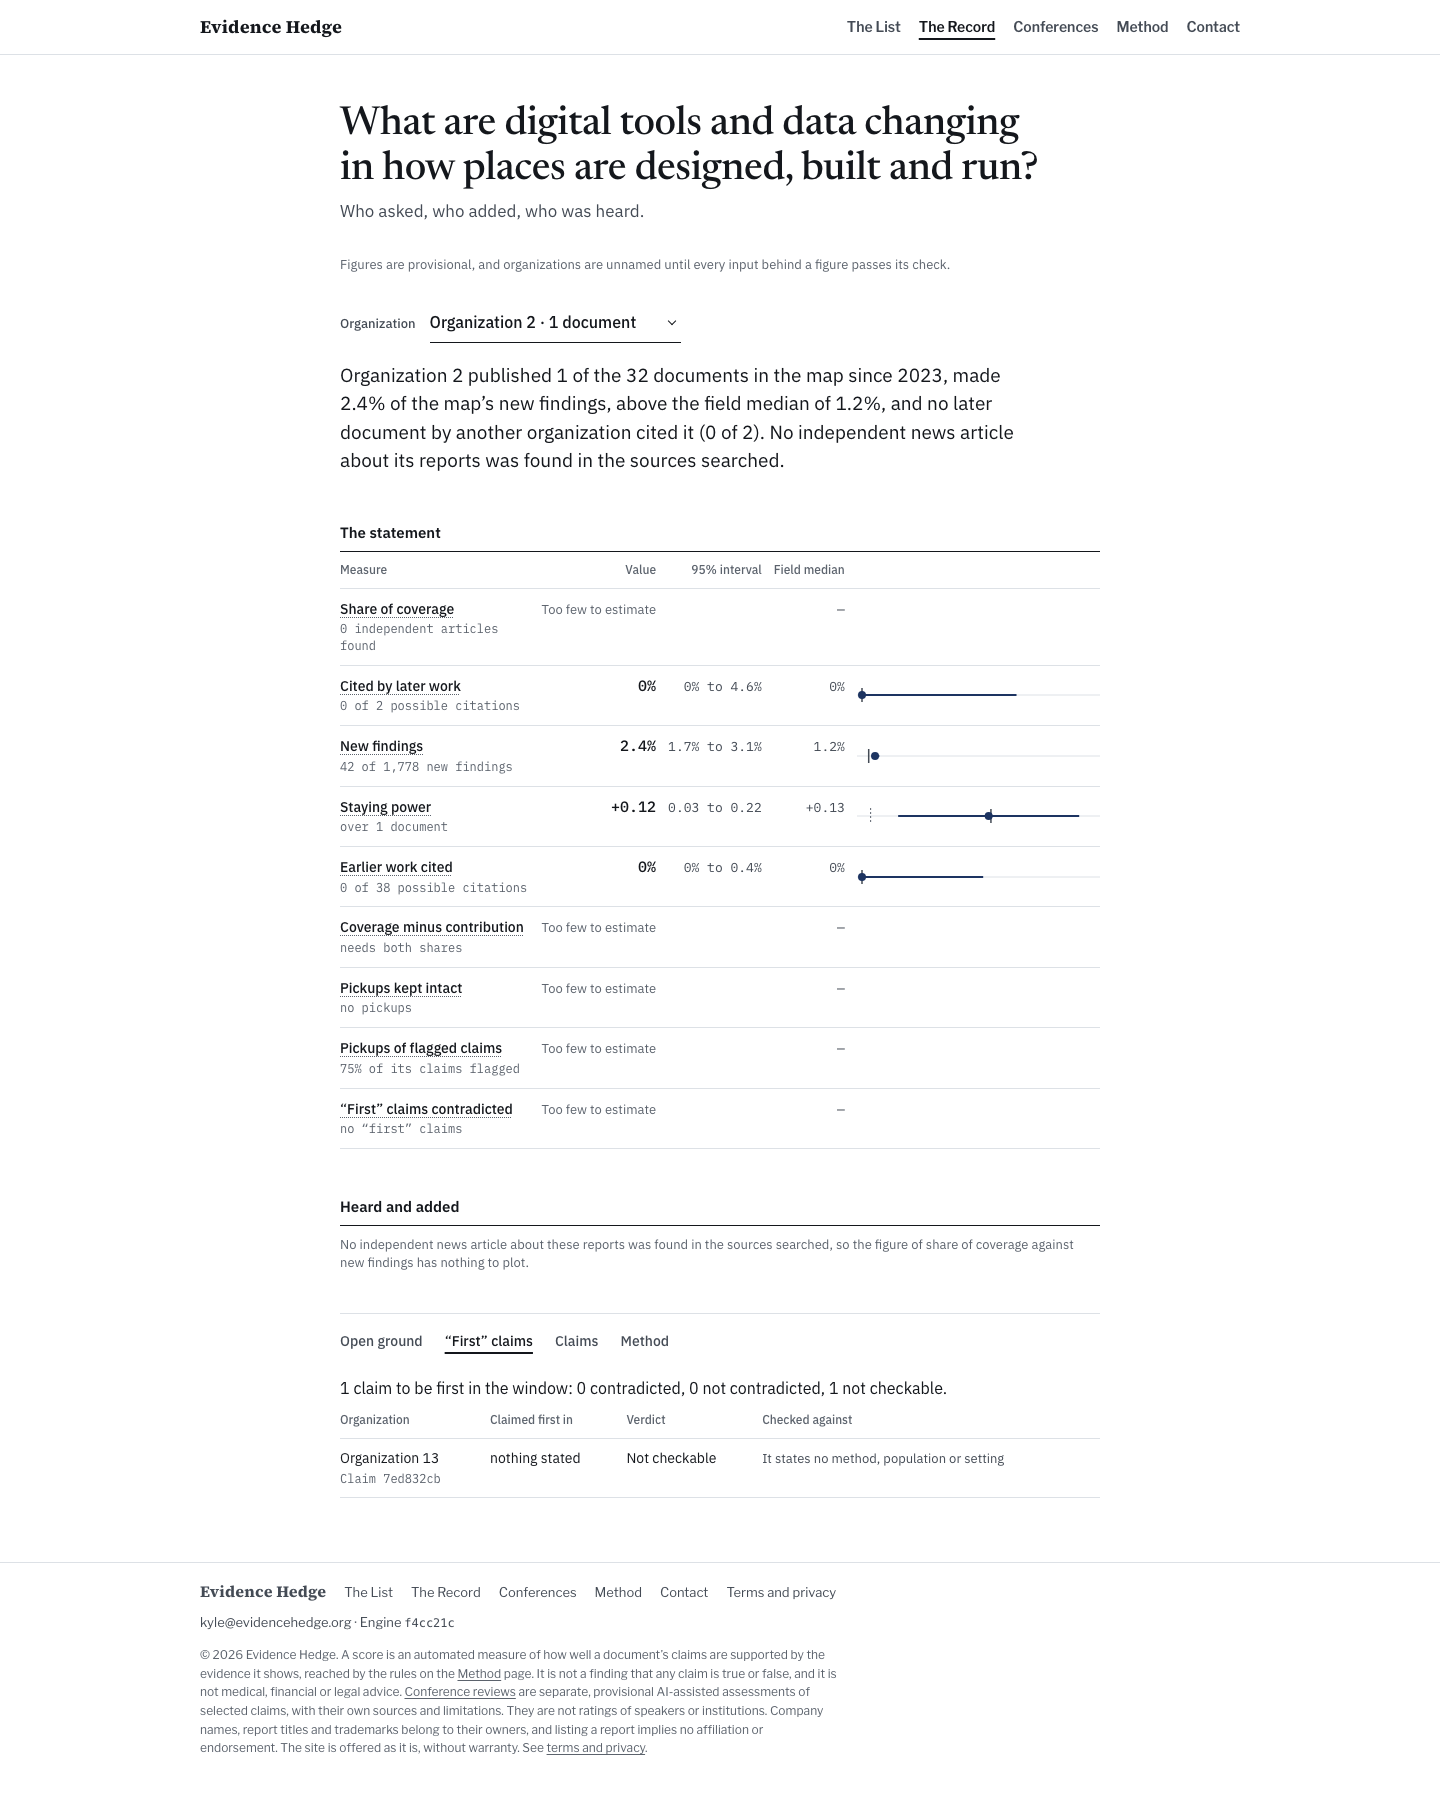 Evidence Hedge
The List The Record Conferences Method Contact
What are digital tools and data changing
in how places are designed, built and run?
Who asked, who added, who was heard.
Figures are provisional, and organizations are unnamed until every input behind a figure passes its check.
Organization Organization 2 · 1 document
Organization 2 published 1 of the 32 documents in the map since 2023, made
2.4% of the map’s new findings, above the field median of 1.2%, and no later
document by another organization cited it (0 of 2). No independent news article
about its reports was found in the sources searched.
The statement
Measure Value 95% interval Field median
Share of coverage Too few to estimate –
0 independent articles
found
Cited by later work 0% 0% to 4.6% 0%
0 of 2 possible citations
New findings 2.4% 1.7% to 3.1% 1.2%
42 of 1,778 new findings
Staying power +0.12 0.03 to 0.22 +0.13
over 1 document
Earlier work cited 0% 0% to 0.4% 0%
0 of 38 possible citations
Coverage minus contribution Too few to estimate –
needs both shares
Pickups kept intact Too few to estimate –
no pickups
Pickups of flagged claims Too few to estimate –
75% of its claims flagged
“First” claims contradicted Too few to estimate –
no “first” claims
Heard and added
No independent news article about these reports was found in the sources searched, so the figure of share of coverage against
new findings has nothing to plot.
Open ground “First” claims Claims Method
1 claim to be first in the window: 0 contradicted, 0 not contradicted, 1 not checkable.
Organization Claimed first in Verdict Checked against
Organization 13 nothing stated Not checkable It states no method, population or setting
Claim 7ed832cb
Evidence Hedge The List The Record Conferences Method Contact Terms and privacy
kyle@evidencehedge.org · Engine f4cc21c
© 2026 Evidence Hedge. A score is an automated measure of how well a document’s claims are supported by the
evidence it shows, reached by the rules on the Method page. It is not a finding that any claim is true or false, and it is
not medical, financial or legal advice. Conference reviews are separate, provisional AI-assisted assessments of
selected claims, with their own sources and limitations. They are not ratings of speakers or institutions. Company
names, report titles and trademarks belong to their owners, and listing a report implies no affiliation or
endorsement. The site is offered as it is, without warranty. See terms and privacy.